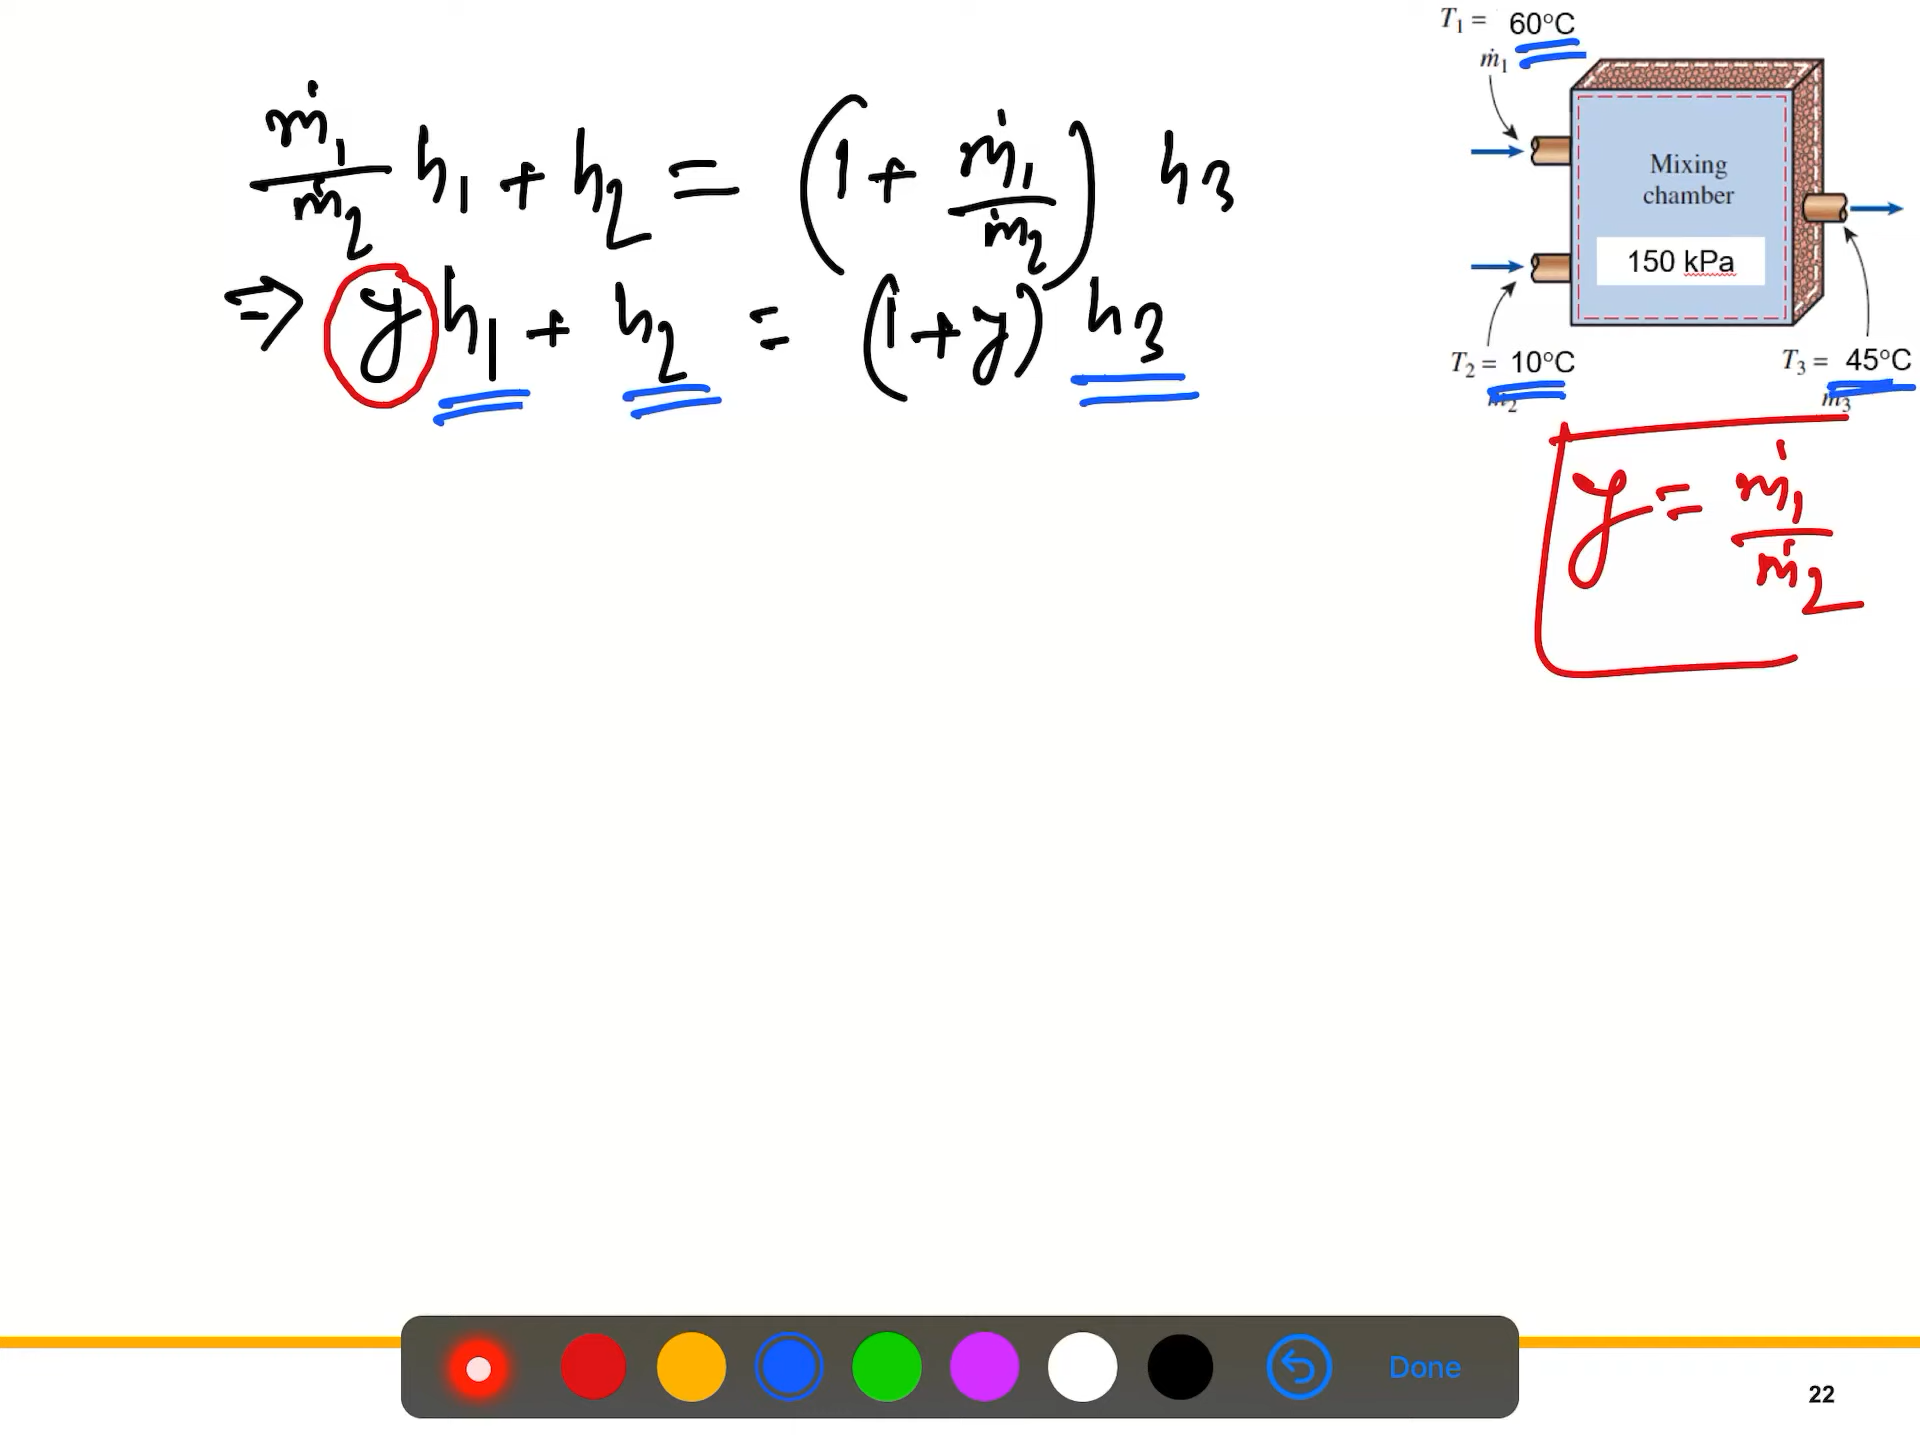 ṁ₁/ṁ₂ h₁ + h₂ = (1 + ṁ₁/ṁ₂) h₃
⇒ y h₁ + h₂ = (1 + y) h₃
T₁ = 60°C
ṁ₁
Mixing
chamber
150 kPa
T₂ = 10°C
T₃ = 45°C
ṁ₂
ṁ₃
y = ṁ₁/ṁ₂
Done
22